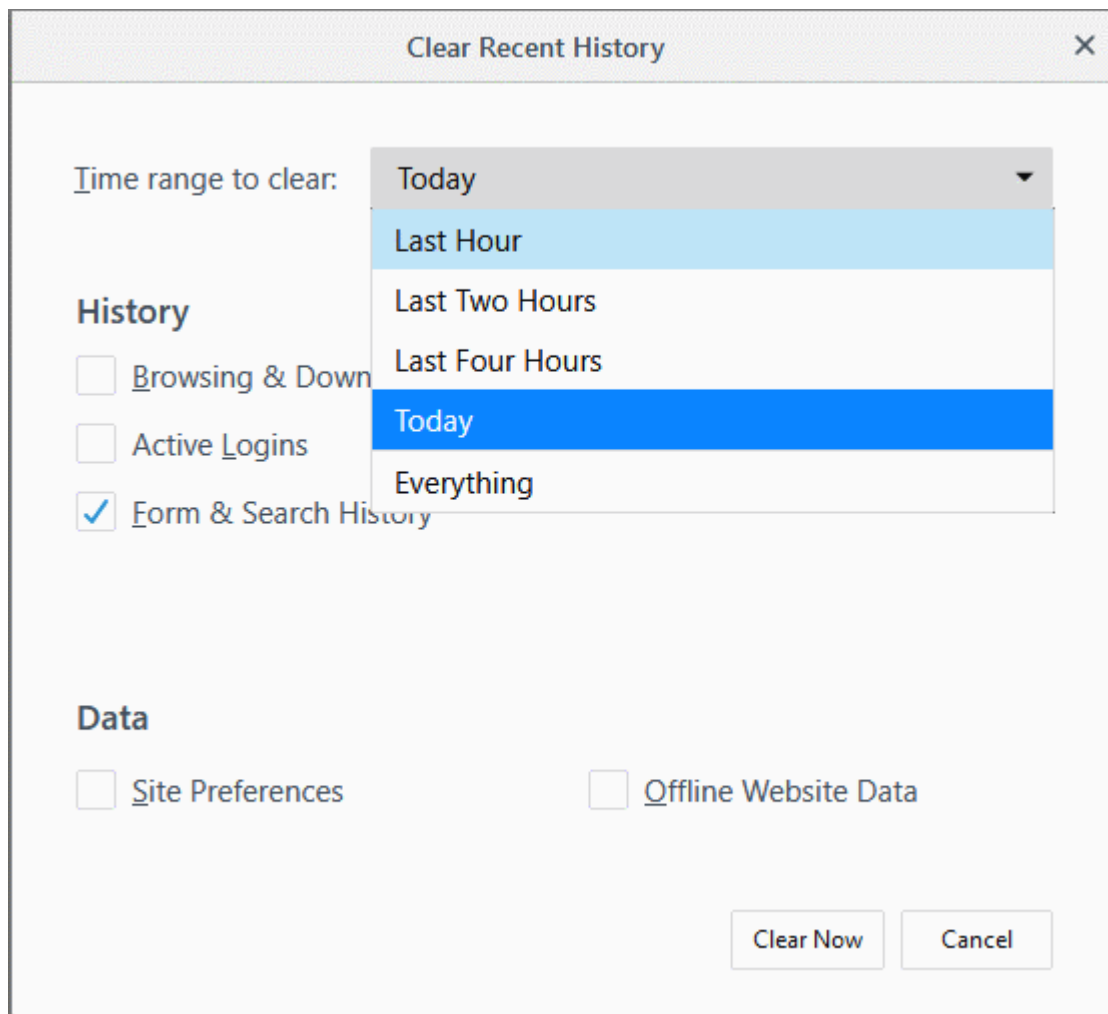 Clear Recent History
Time range to clear: Today
Last Hour
Last Two Hours
Last Four Hours
Today
Everything
History
Browsing & Down
Active Logins
Form & Search History
Data
Site Preferences Offline Website Data
Clear Now Cancel